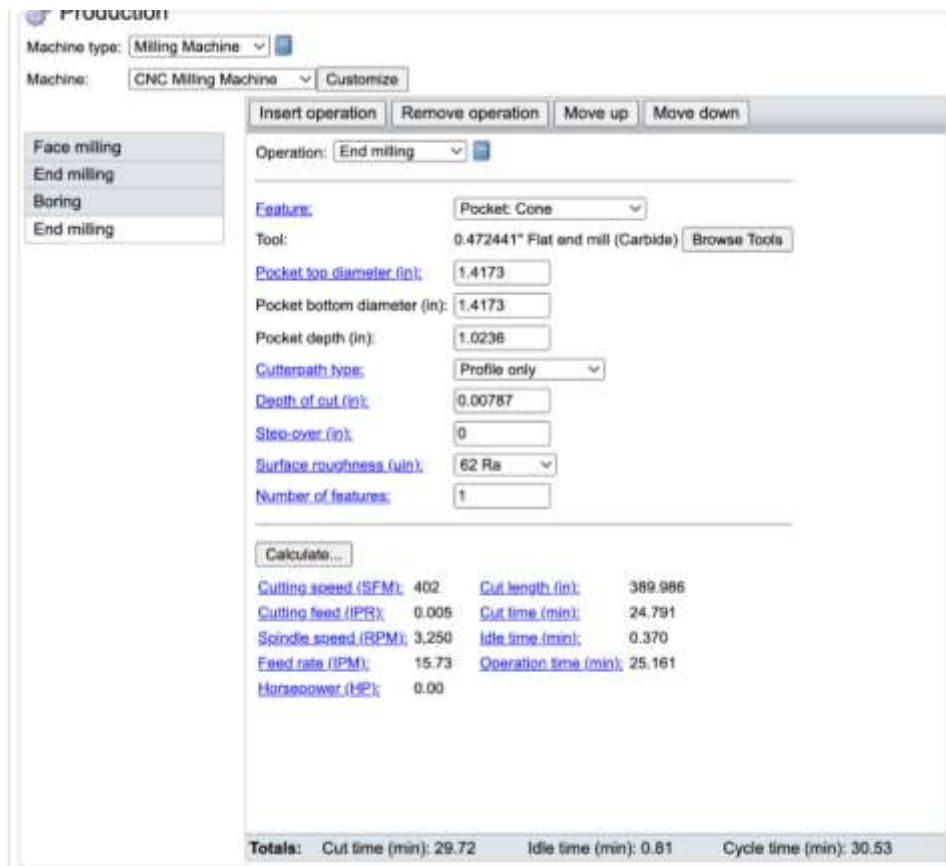 Production
Machine type: Milling Machine
Machine: CNC Milling Machine Customize
Insert operation Remove operation Move up Move down
Face milling
End milling
Boring
End milling
Operation: End milling
Feature: Pocket: Cone
Tool: 0.472441" Flat end mill (Carbide) Browse Tools
Pocket top diameter (in): 1.4173
Pocket bottom diameter (in): 1.4173
Pocket depth (in): 1.0236
Cutterpath type: Profile only
Depth of cut (in): 0.00787
Step-over (in): 0
Surface roughness (uin): 62 Ra
Number of features: 1
Calculate...
Cutting speed (SFM): 402 Cut length (in): 389.986
Cutting feed (IPR): 0.005 Cut time (min): 24.791
Spindle speed (RPM): 3,250 Idle time (min): 0.370
Feed rate (IPM): 15.73 Operation time (min): 25.161
Horsepower (HP): 0.00
Totals: Cut time (min): 29.72 Idle time (min): 0.81 Cycle time (min): 30.53